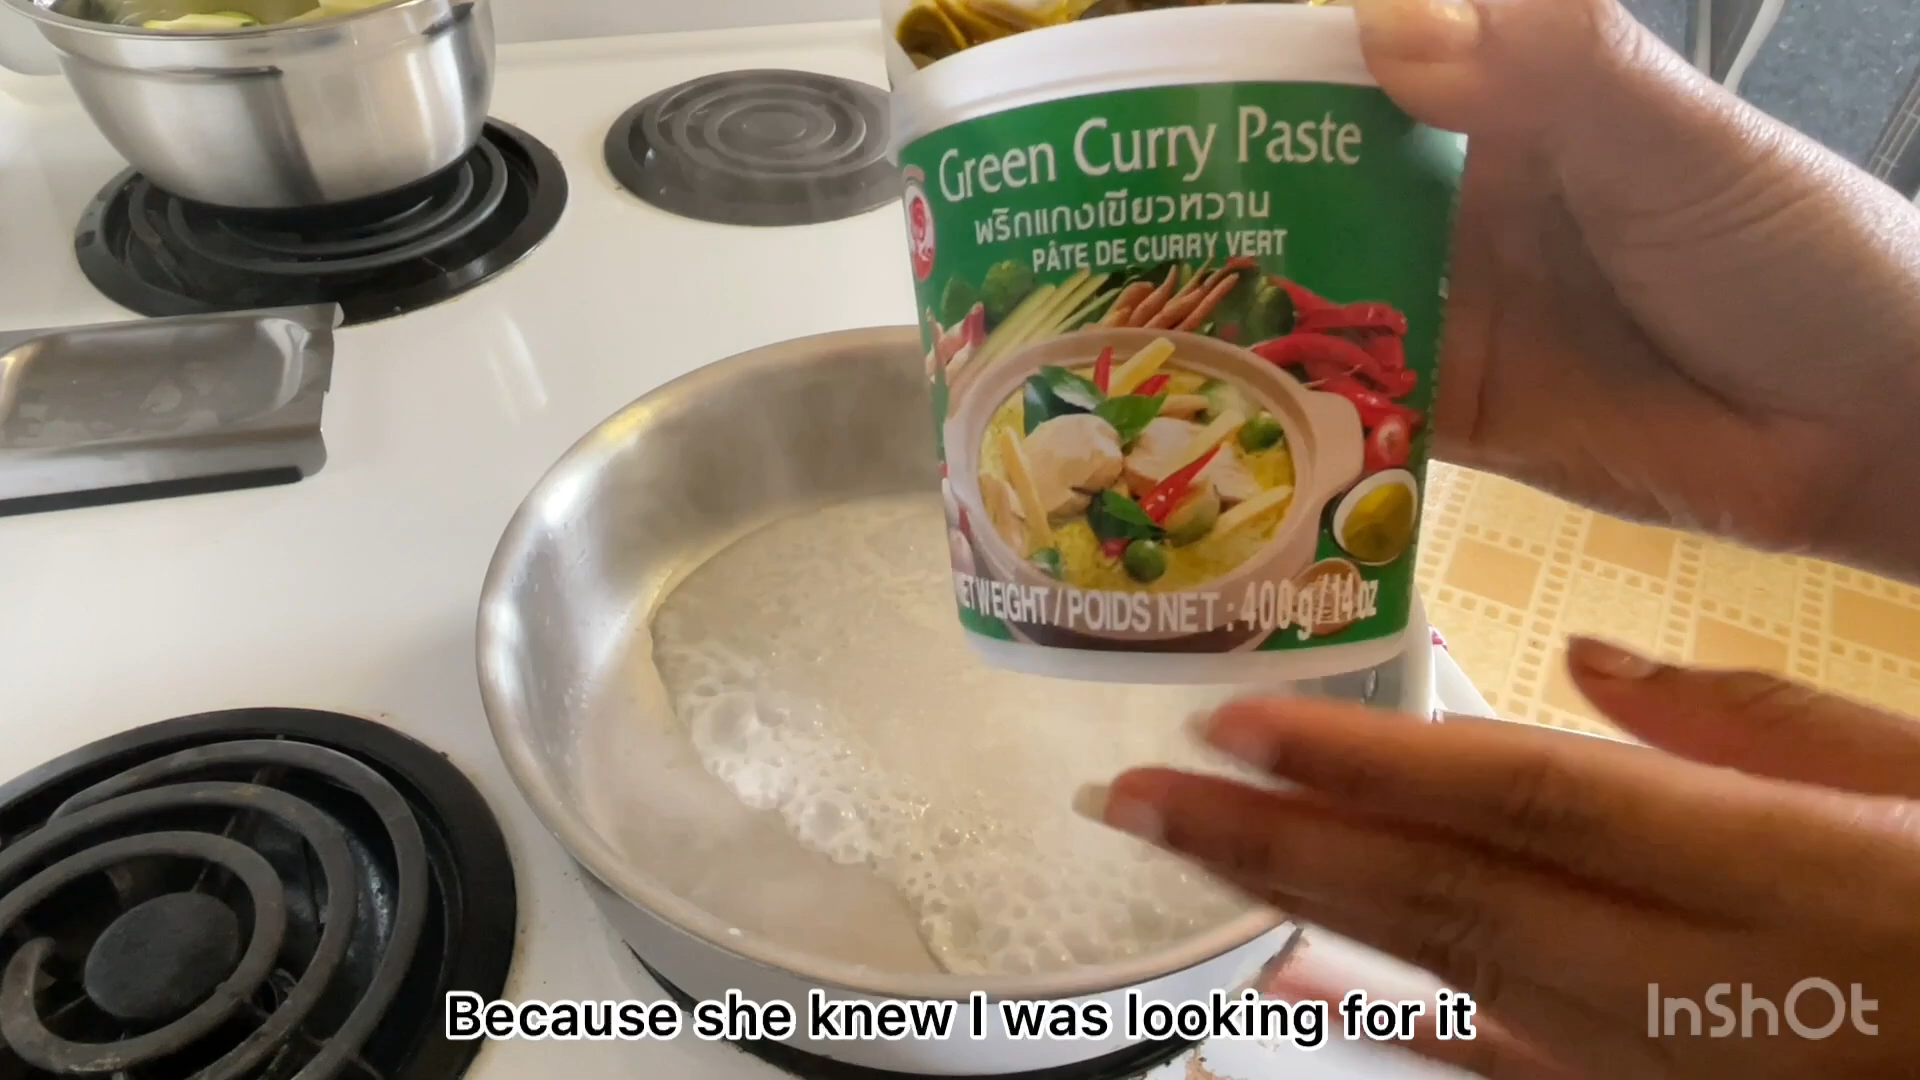 Green Curry Paste
พริกแกงเขียวหวาน
PÂTE DE CURRY VERT
NET WEIGHT / POIDS NET : 400 g / 14 oz
Because she knew I was looking for it
InShOt